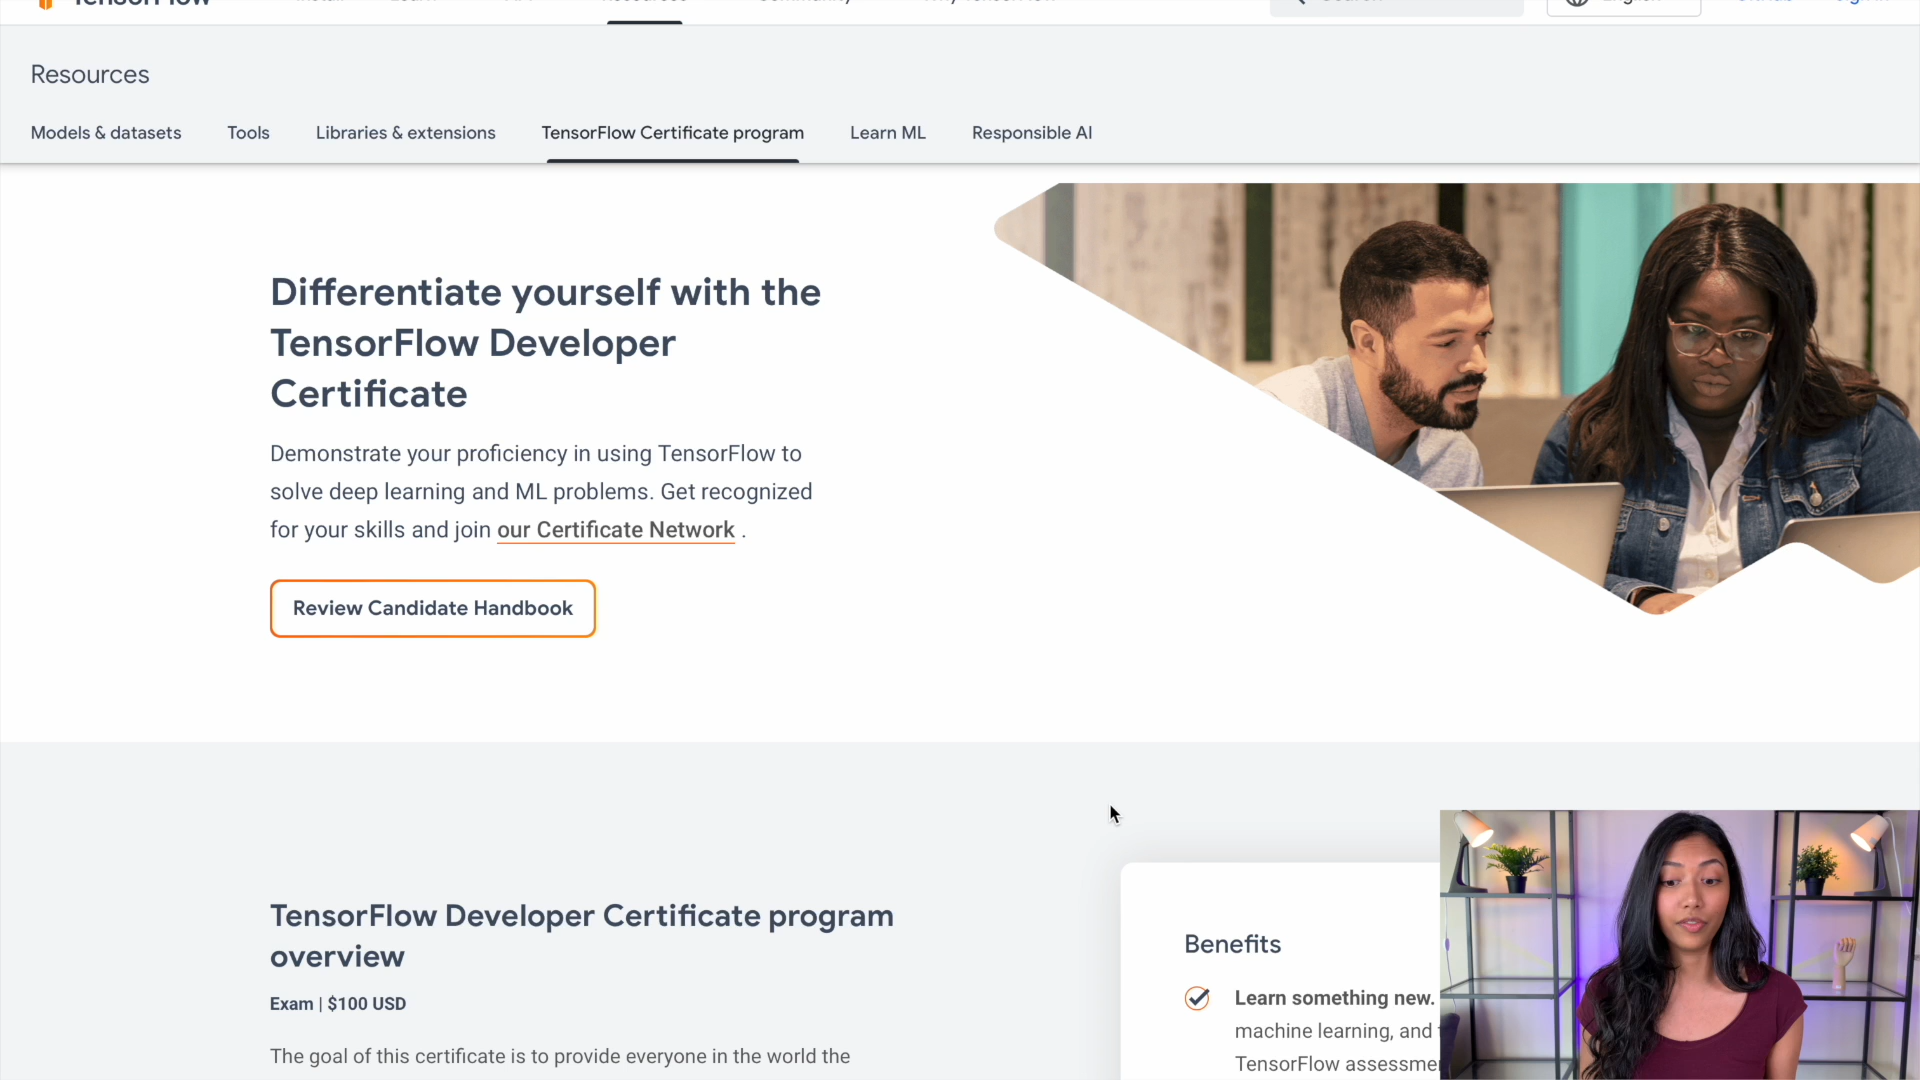 TensorFlow
Resources
Models & datasets Tools Libraries & extensions TensorFlow Certificate program Learn ML Responsible AI
Differentiate yourself with the
TensorFlow Developer
Certificate
Demonstrate your proficiency in using TensorFlow to
solve deep learning and ML problems. Get recognized
for your skills and join our Certificate Network .
Review Candidate Handbook
TensorFlow Developer Certificate program
overview
Exam | $100 USD
The goal of this certificate is to provide everyone in the world the
Benefits
Learn something new.
machine learning, and
TensorFlow